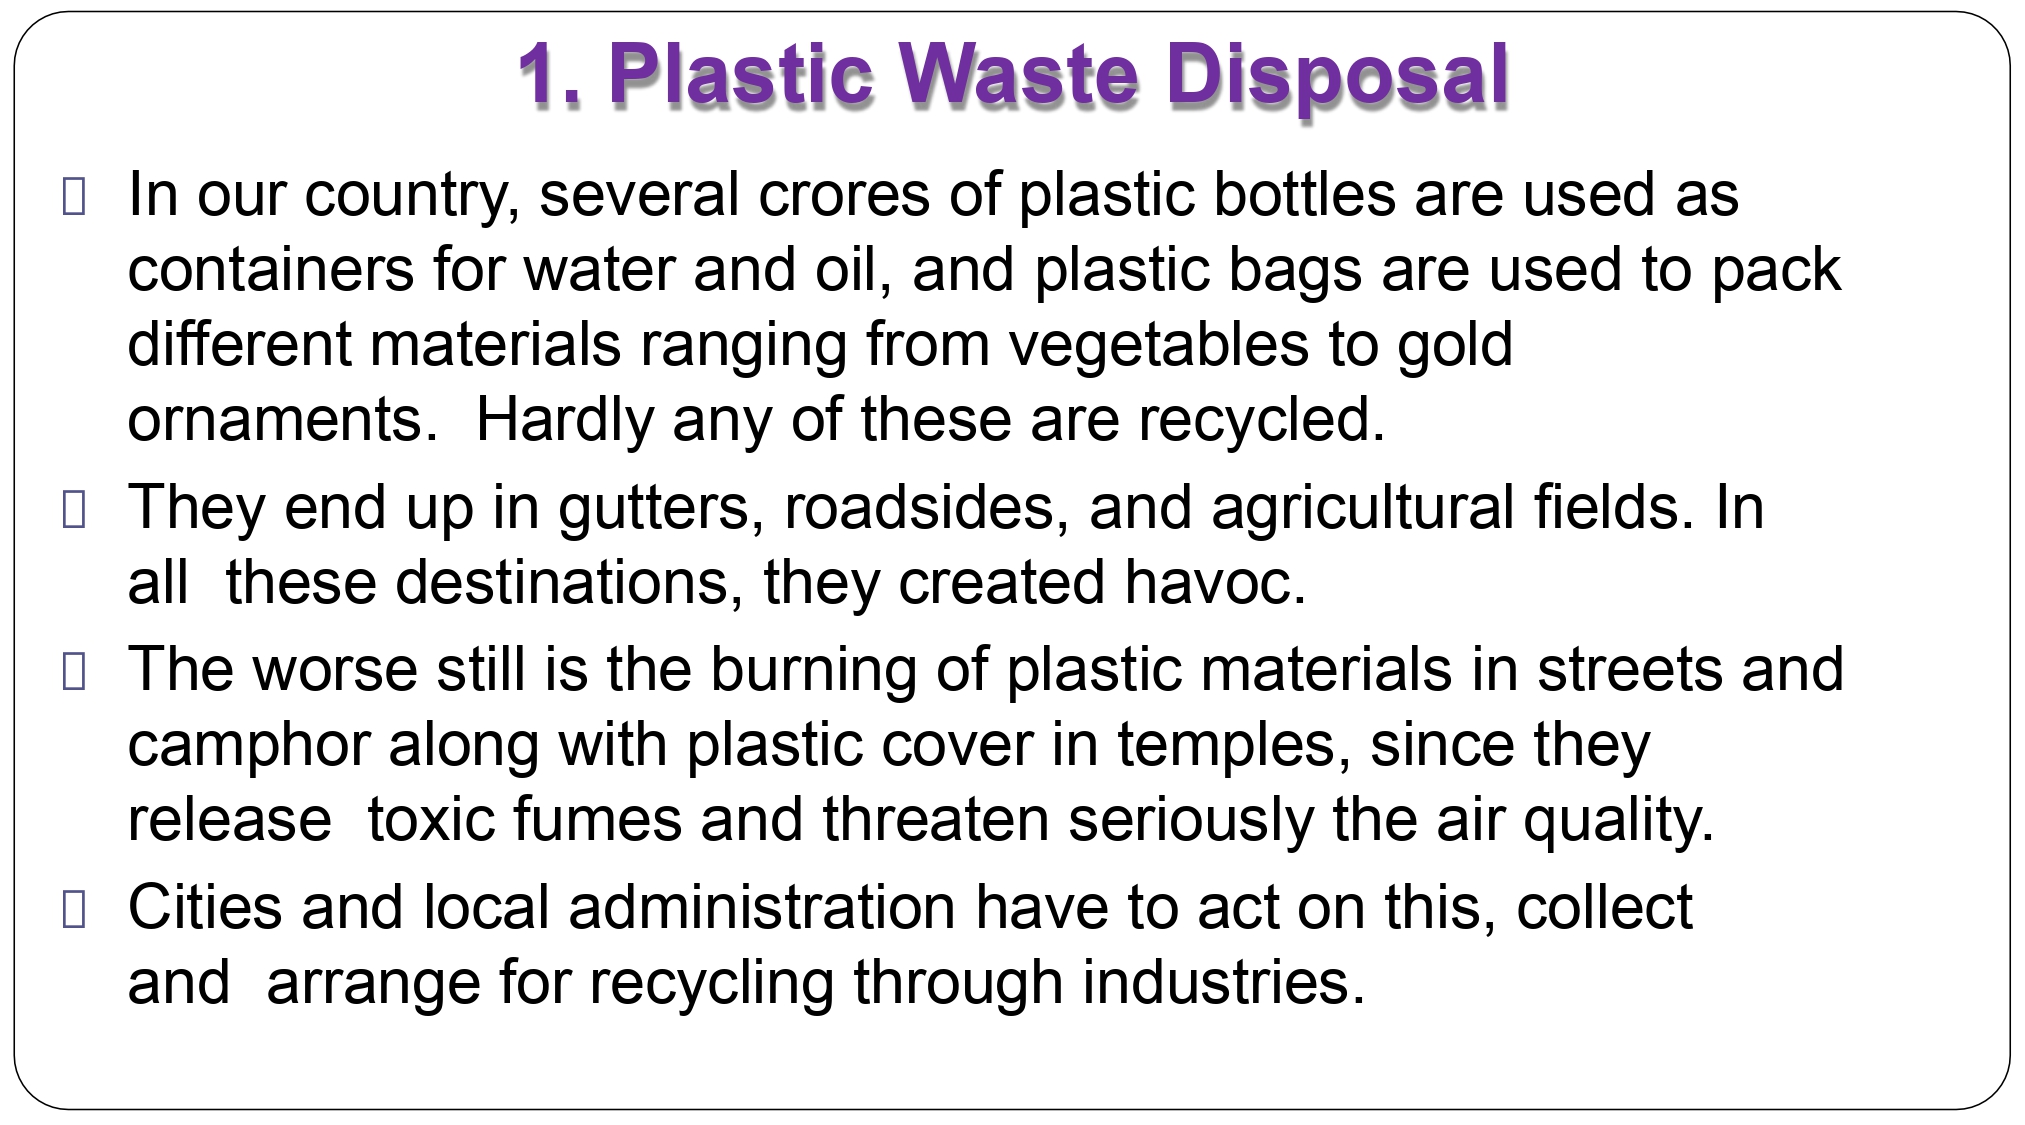 1. Plastic Waste Disposal
In our country, several crores of plastic bottles are used as
containers for water and oil, and plastic bags are used to pack
different materials ranging from vegetables to gold
ornaments.  Hardly any of these are recycled.
They end up in gutters, roadsides, and agricultural fields. In
all  these destinations, they created havoc.
The worse still is the burning of plastic materials in streets and
camphor along with plastic cover in temples, since they
release  toxic fumes and threaten seriously the air quality.
Cities and local administration have to act on this, collect
and  arrange for recycling through industries.